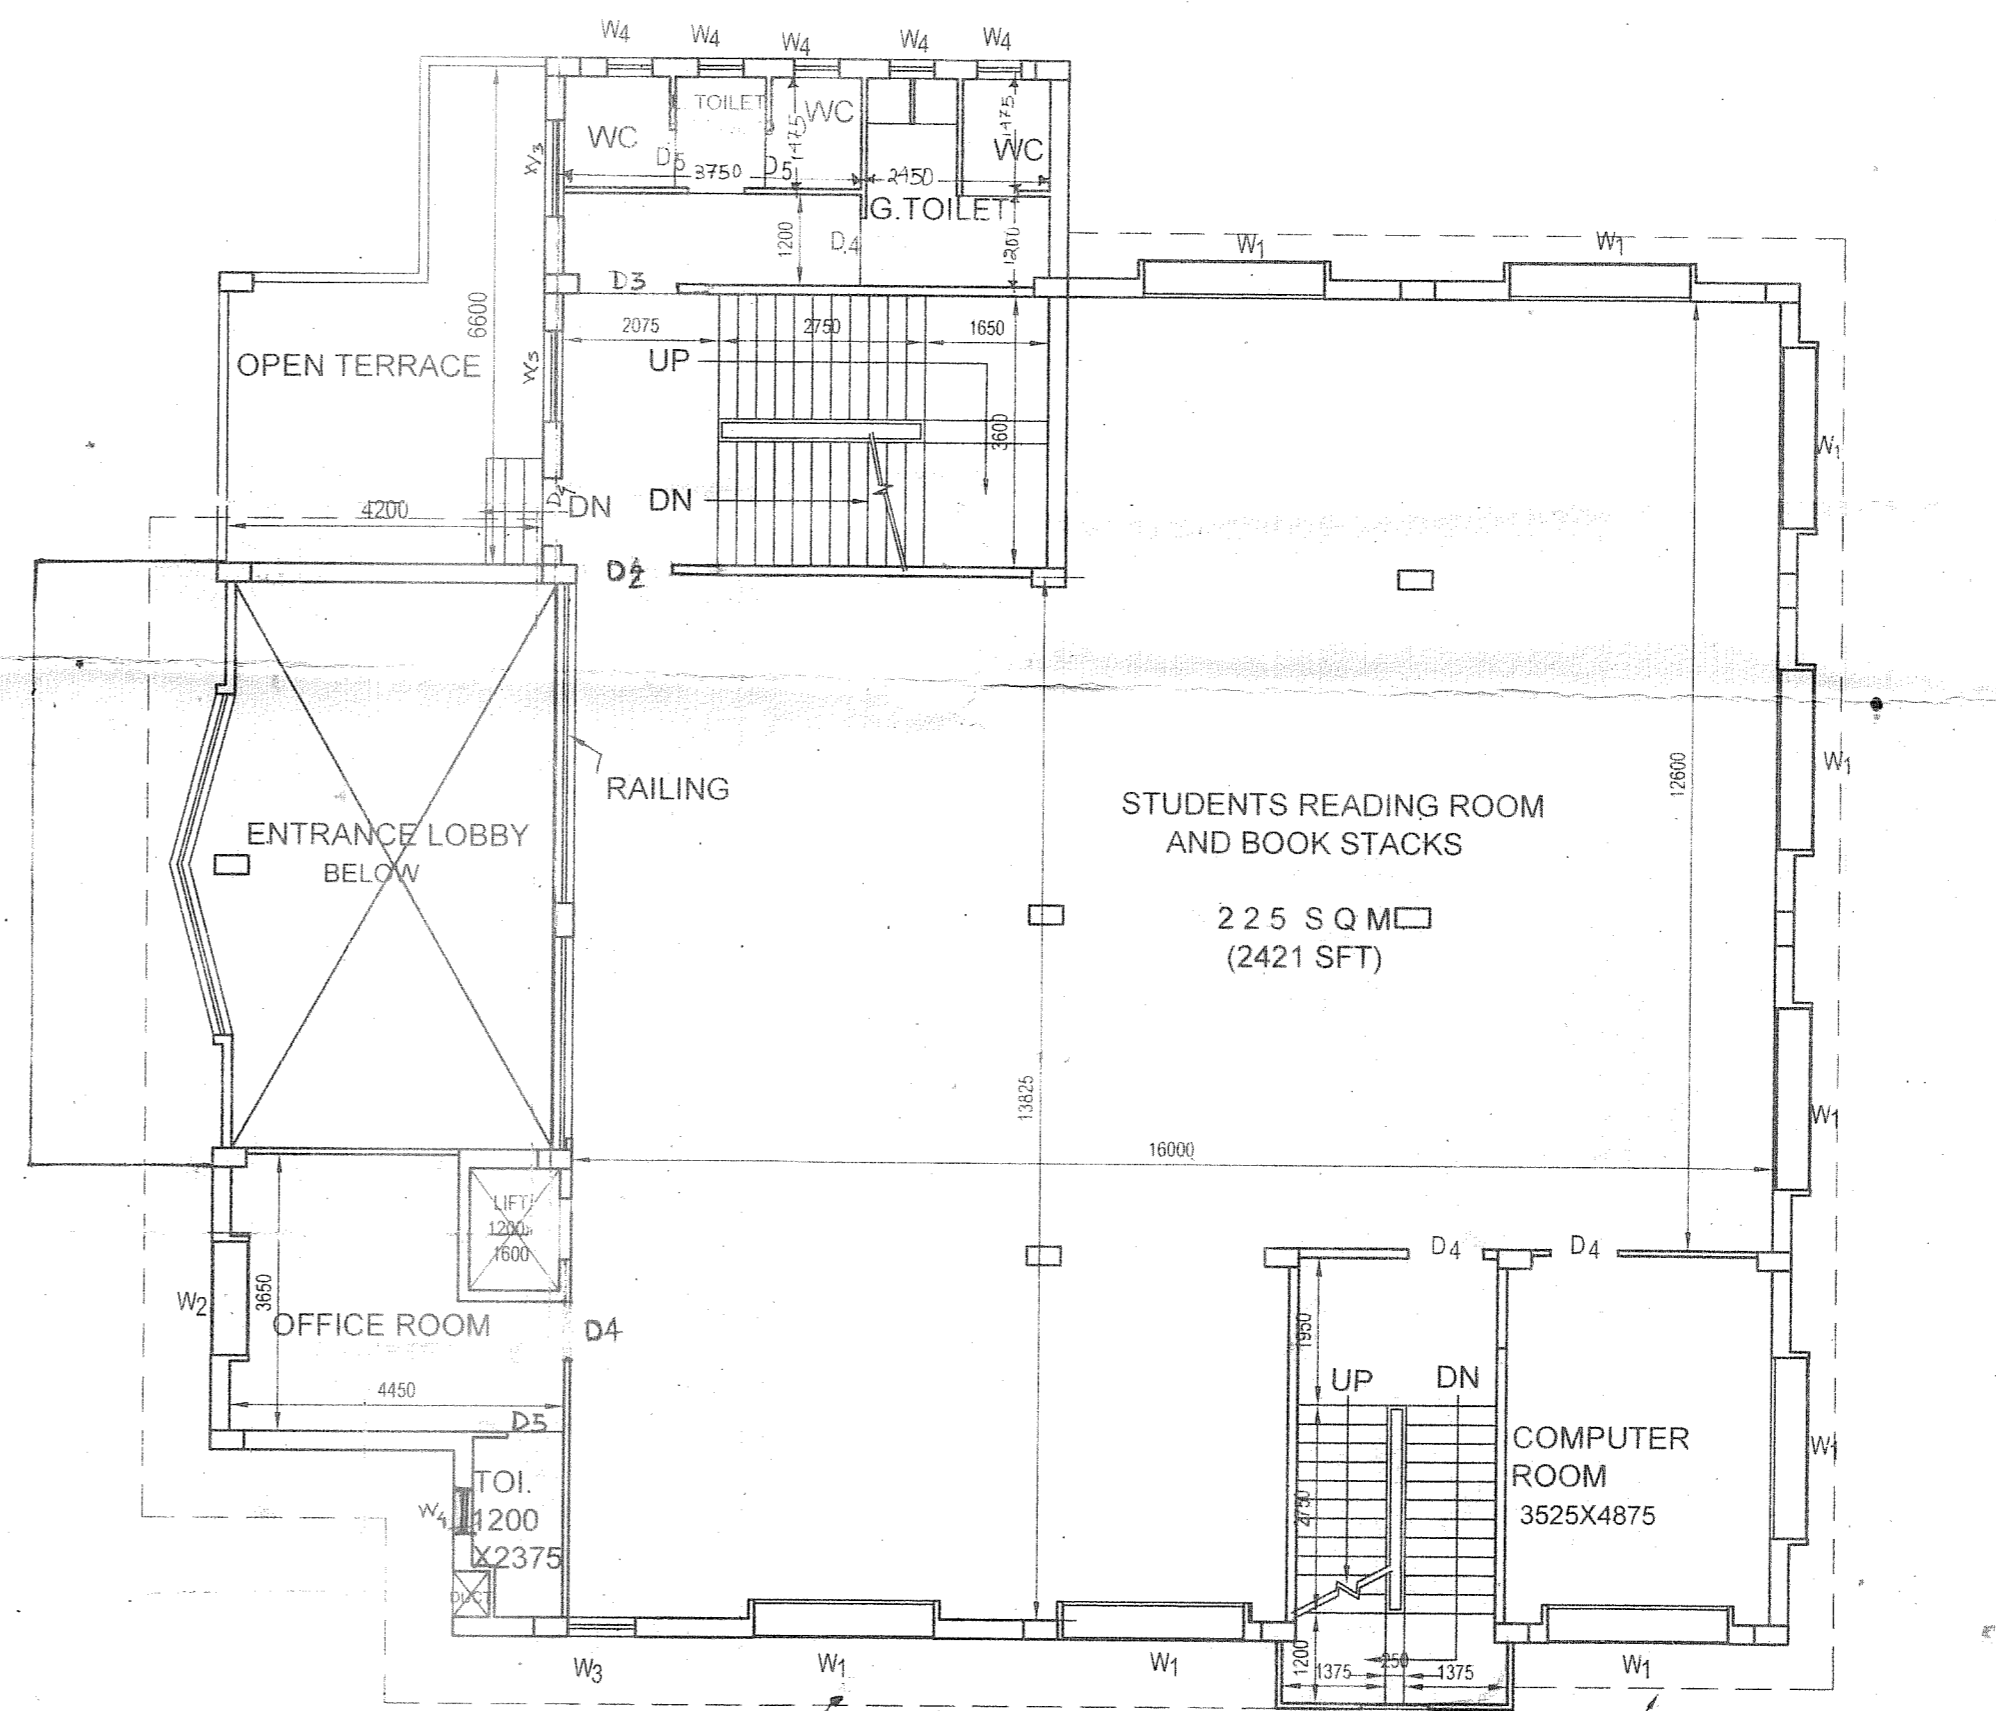 W4 W4 W4 W4 W4
TOILET
WC
WC
WC
1475
1475
W3
D5
D5
3750
2450
G.TOILET
1200
D4
1200
D3
W1
W1
2075
2750
1650
UP
6600
OPEN TERRACE
W3
3600
W1
4200
D2
DN
DN
RAILING
W1
12600
STUDENTS READING ROOM
AND BOOK STACKS
225 SQM
(2421 SFT)
ENTRANCE LOBBY
BELOW
13825
W1
16000
LIFT
1200x
1600
D4
D4
W2
3650
OFFICE ROOM
D4
1950
UP
DN
4450
D5
COMPUTER
ROOM
3525X4875
W1
TOI.
1200
X2375
W4
2750
DUCT
W3
W1
W1
1200
1375
250
1375
W1